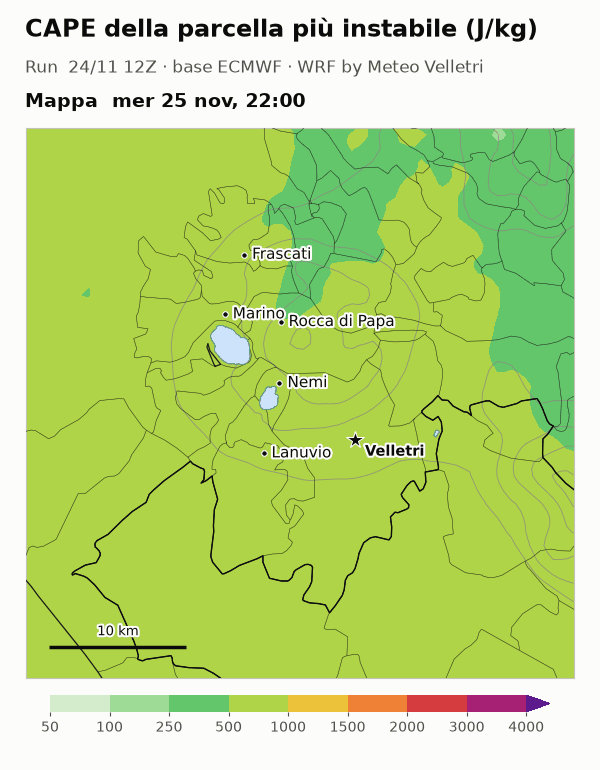 CAPE della parcella più instabile (J/kg)
Run  24/11 12Z · base ECMWF · WRF by Meteo Velletri
Mappa  mer 25 nov, 22:00
Frascati
Marino
Rocca di Papa
Nemi
Velletri
Lanuvio
10 km
50 100 250 500 1000 1500 2000 3000 4000